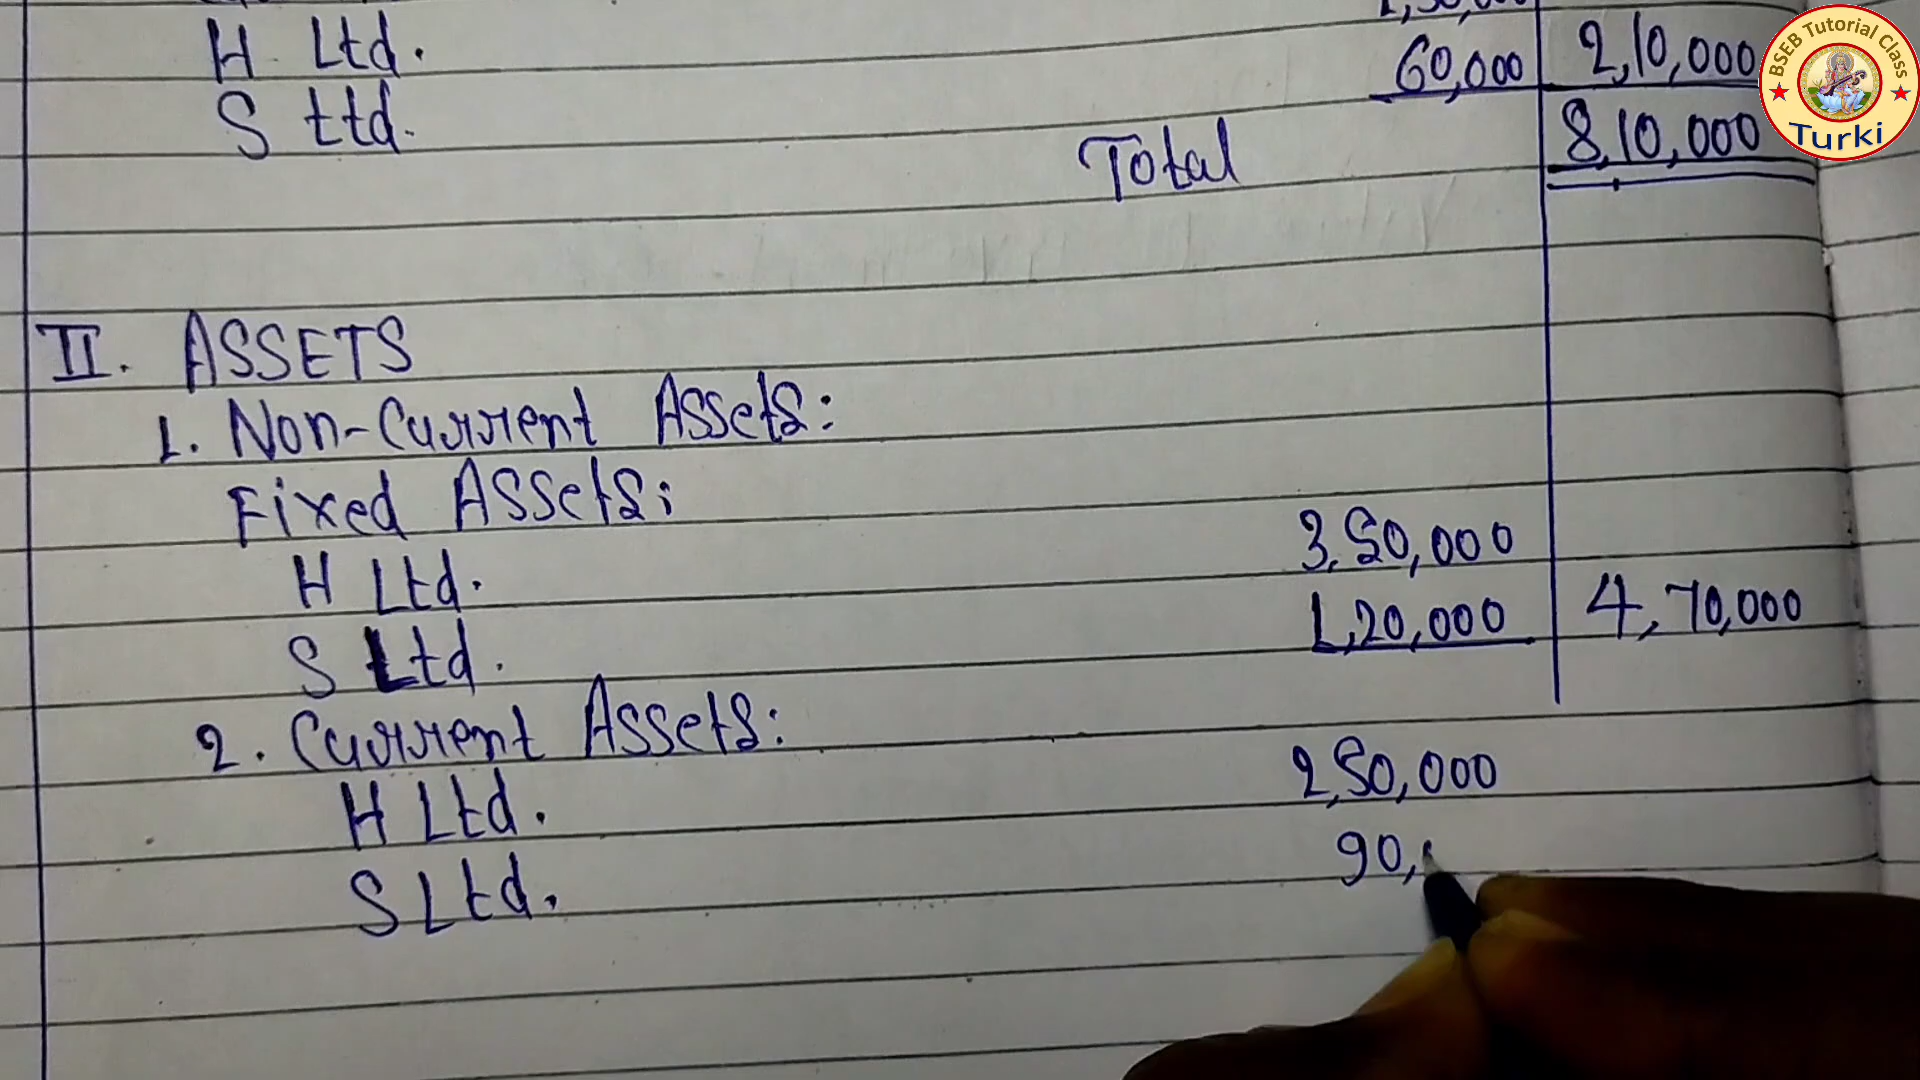 H Ltd.
60,000 2,10,000
S Ltd.
Total 8,10,000
II. ASSETS
1. Non-Current Assets:
Fixed Assets:
H Ltd. 3,50,000
S Ltd. 1,20,000 4,70,000
2. Current Assets:
H Ltd. 2,50,000
S Ltd. 90,
BSEB Tutorial Class
Turki